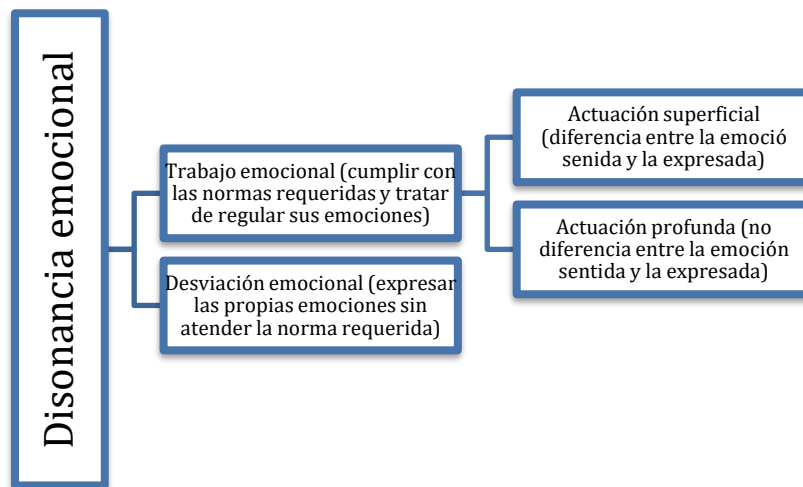 Disonancia emocional
Trabajo emocional (cumplir con
las normas requeridas y tratar
de regular sus emociones)
Desviación emocional (expresar
las propias emociones sin
atender la norma requerida)
Actuación superficial
(diferencia entre la emoció
senida y la expresada)
Actuación profunda (no
diferencia entre la emoción
sentida y la expresada)